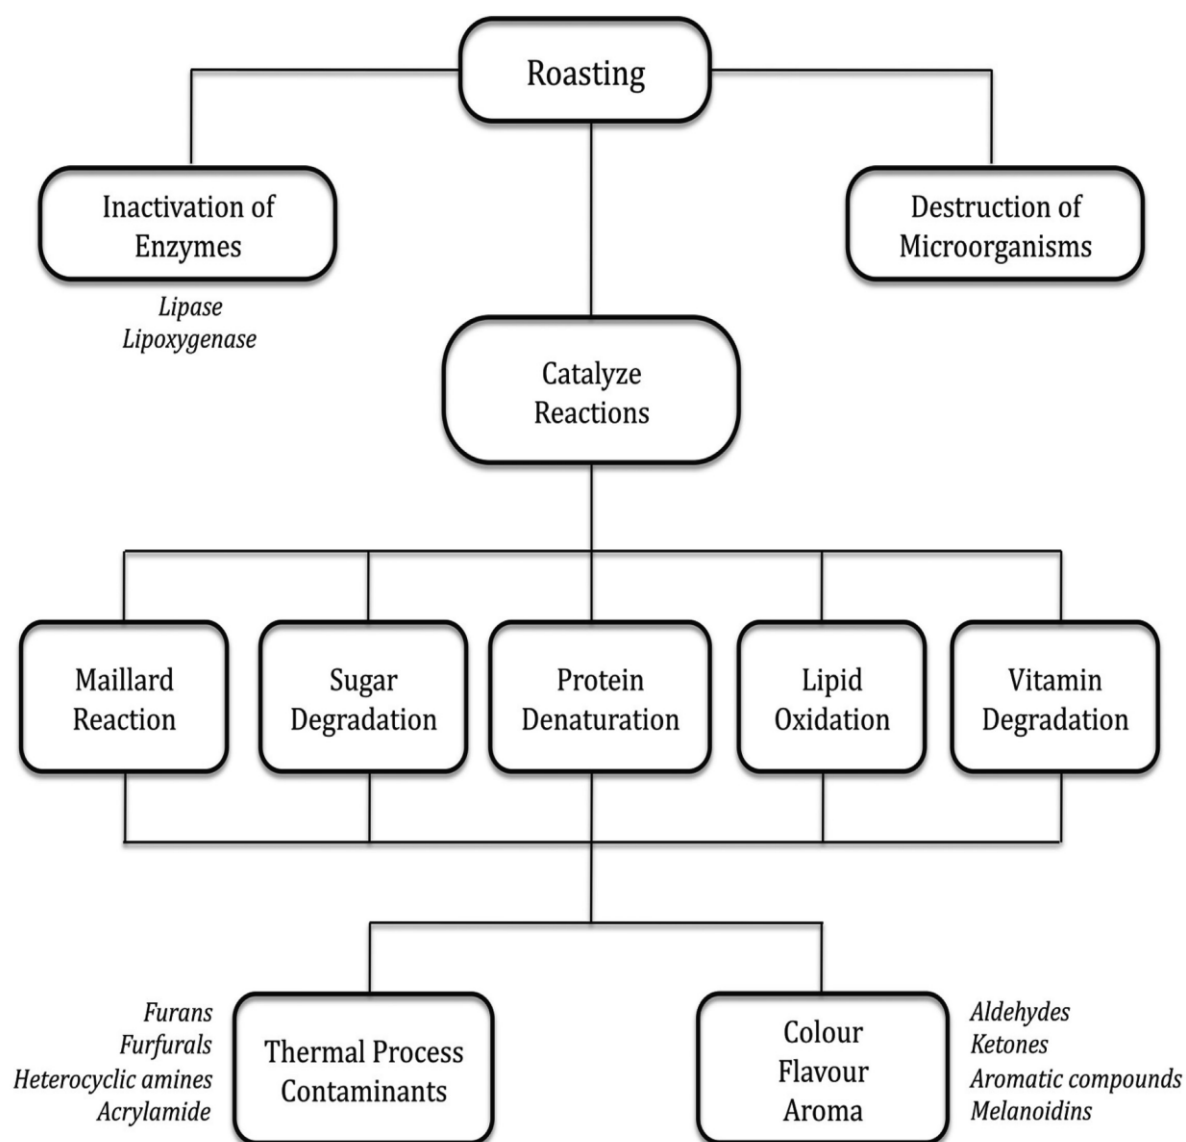 Roasting
Inactivation of
Enzymes
Lipase
Lipoxygenase
Destruction of
Microorganisms
Catalyze
Reactions
Maillard
Reaction
Sugar
Degradation
Protein
Denaturation
Lipid
Oxidation
Vitamin
Degradation
Furans
Furfurals
Heterocyclic amines
Acrylamide
Thermal Process
Contaminants
Colour
Flavour
Aroma
Aldehydes
Ketones
Aromatic compounds
Melanoidins